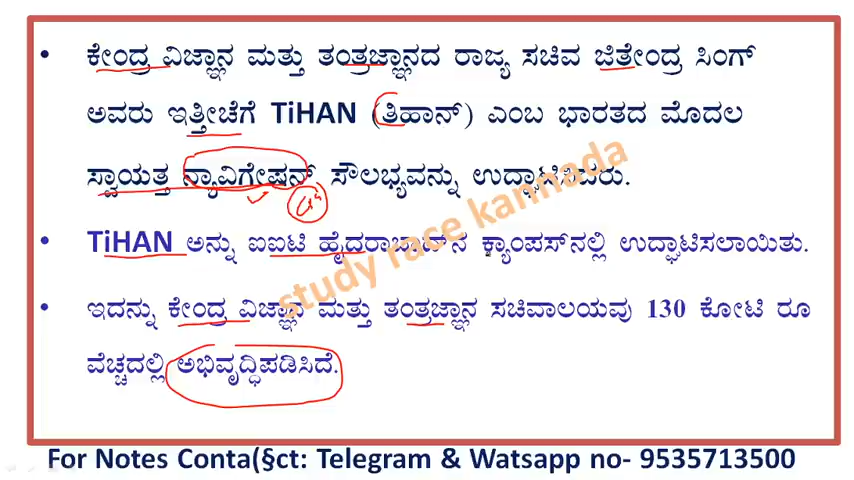 • ಕೇಂದ್ರ ವಿಜ್ಞಾನ ಮತ್ತು ತಂತ್ರಜ್ಞಾನದ ರಾಜ್ಯ ಸಚಿವ ಜಿತೇಂದ್ರ ಸಿಂಗ್
ಅವರು ಇತ್ತೀಚೆಗೆ TiHAN (ತಿಹಾನ್) ಎಂಬ ಭಾರತದ ಮೊದಲ
ಸ್ವಾಯತ್ತ ನ್ಯಾವಿಗೇಷನ್ ಸೌಲಭ್ಯವನ್ನು ಉದ್ಘಾಟಿಸಿದರು.
• TiHAN ಅನ್ನು ಐಐಟಿ ಹೈದರಾಬಾದ್‌ನ ಕ್ಯಾಂಪಸ್‌ನಲ್ಲಿ ಉದ್ಘಾಟಿಸಲಾಯಿತು.
• ಇದನ್ನು ಕೇಂದ್ರ ವಿಜ್ಞಾನ ಮತ್ತು ತಂತ್ರಜ್ಞಾನ ಸಚಿವಾಲಯವು 130 ಕೋಟಿ ರೂ
ವೆಚ್ಚದಲ್ಲಿ ಅಭಿವೃದ್ಧಿಪಡಿಸಿದೆ.
study race kannada
For Notes Conta(§ct: Telegram & Watsapp no- 9535713500